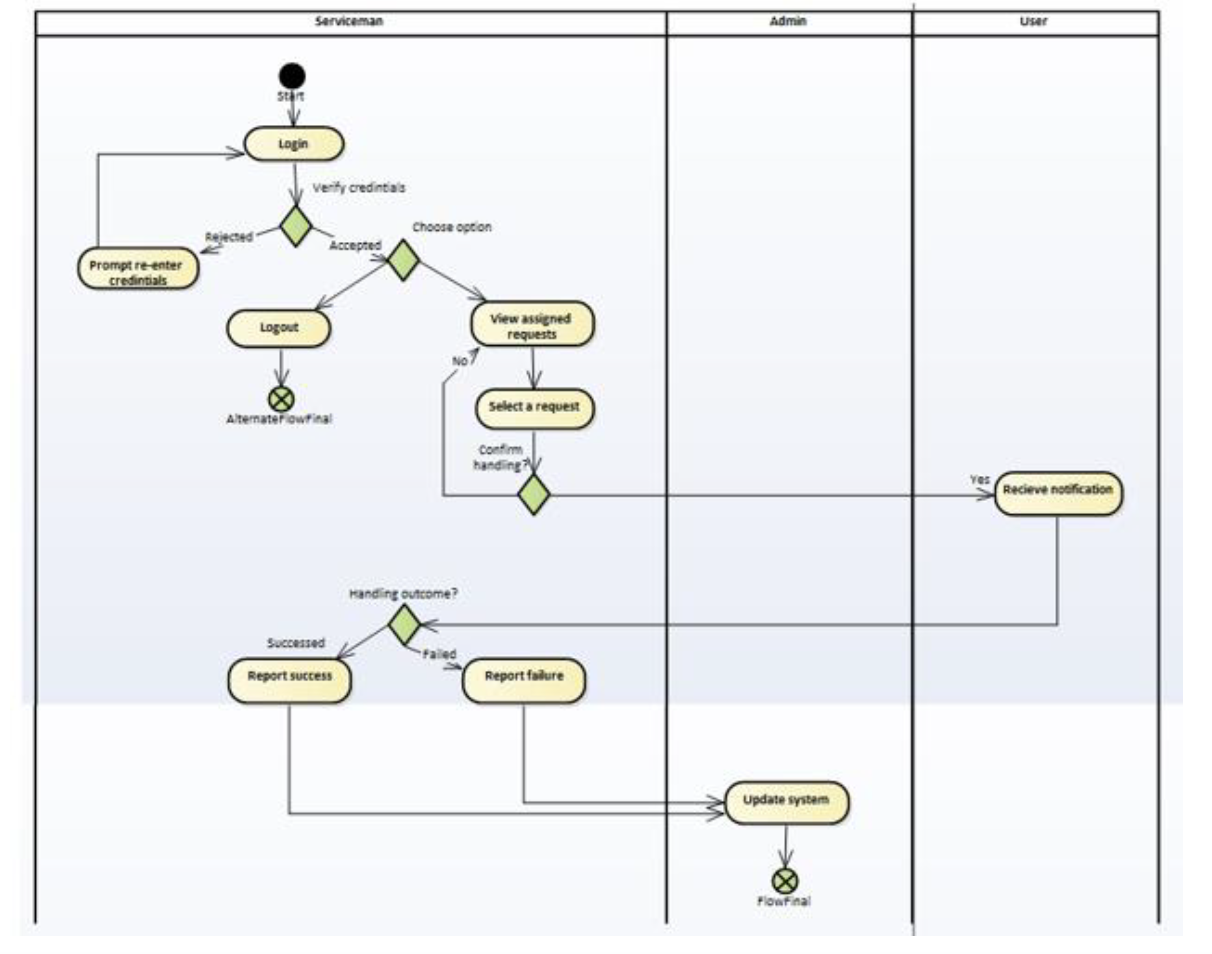 Serviceman
Admin
User
Start
Login
Verify credintials
Rejected
Accepted
Choose option
Prompt re-enter
credintials
Logout
View assigned
requests
No
AlternateFlowFinal
Select a request
Confirm
handling?
Yes
Recieve notification
Handling outcome?
Successed
Failed
Report success
Report failure
Update system
FlowFinal